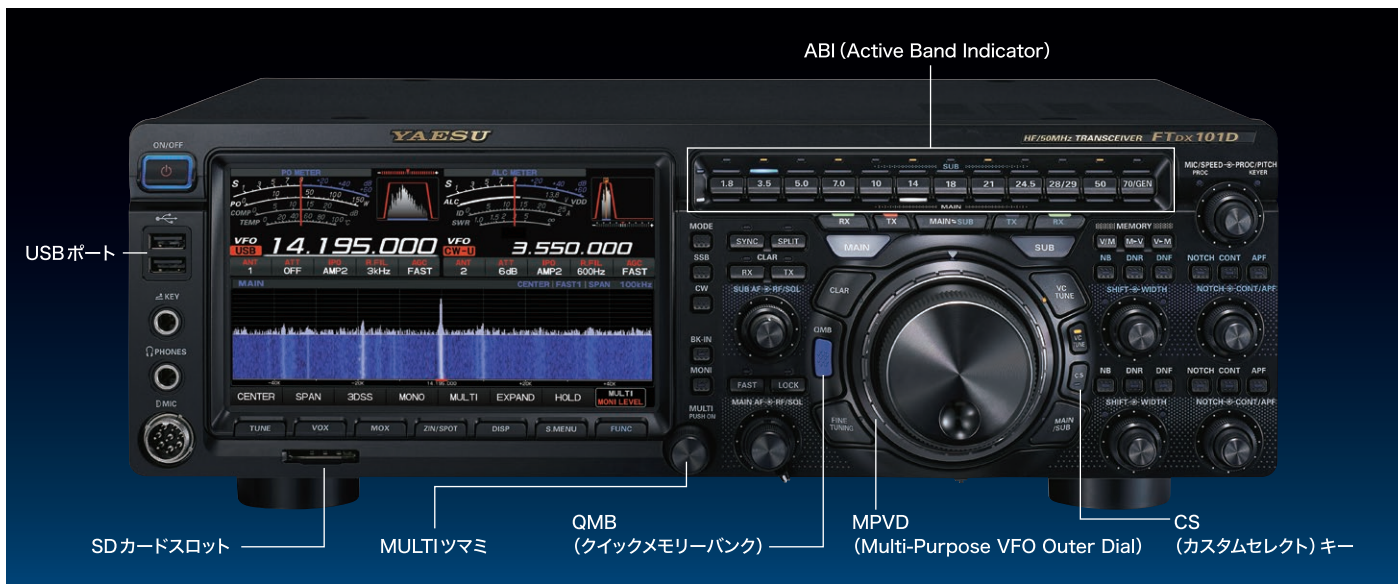 ABI（Active Band Indicator）
YAESU
HF/50MHz TRANSCEIVER FTDX101D
ON/OFF
USBポート
KEY
PHONES
MIC
PO METER
ALC METER
VFO USB 14.195.000
VFO CW-U 3.550.000
ANT ATT IPO R.FIL AGC
1 OFF AMP2 3kHz FAST
ANT ATT IPO R.FIL AGC
2 6dB AMP2 600Hz FAST
MAIN
CENTER | FAST1 | SPAN 100kHz
CENTER SPAN 3DSS MONO MULTI EXPAND HOLD MULTI MONI LEVEL
TUNE VOX MOX ZIN/SPOT DISP S.MENU FUNC
SUB
1.8 3.5 5.0 7.0 10 14 18 21 24.5 28/29 50 70/GEN
MAIN
RX TX MAIN SUB TX RX
MAIN
SUB
MODE
SSB
CW
BK-IN
MONI
MULTI
PUSH ON
SYNC SPLIT
CLAR
RX TX
SUB AF RF/SQL
FAST LOCK
MAIN AF RF/SQL
CLAR
QMB
FINE TUNING
VC TUNE
VC LINE
CS
MAIN /SUB
MIC/SPEED PROC/PITCH
PROC KEYER
MEMORY
V/M M▸V V▸M
NB DNR DNF
NOTCH CONT APF
SHIFT WIDTH
NOTCH CONT/APF
NB DNR DNF
NOTCH CONT APF
SHIFT WIDTH
NOTCH CONT/APF
SDカードスロット
MULTIツマミ
QMB
（クイックメモリーバンク）
MPVD
（Multi-Purpose VFO Outer Dial）
CS
（カスタムセレクト）キー